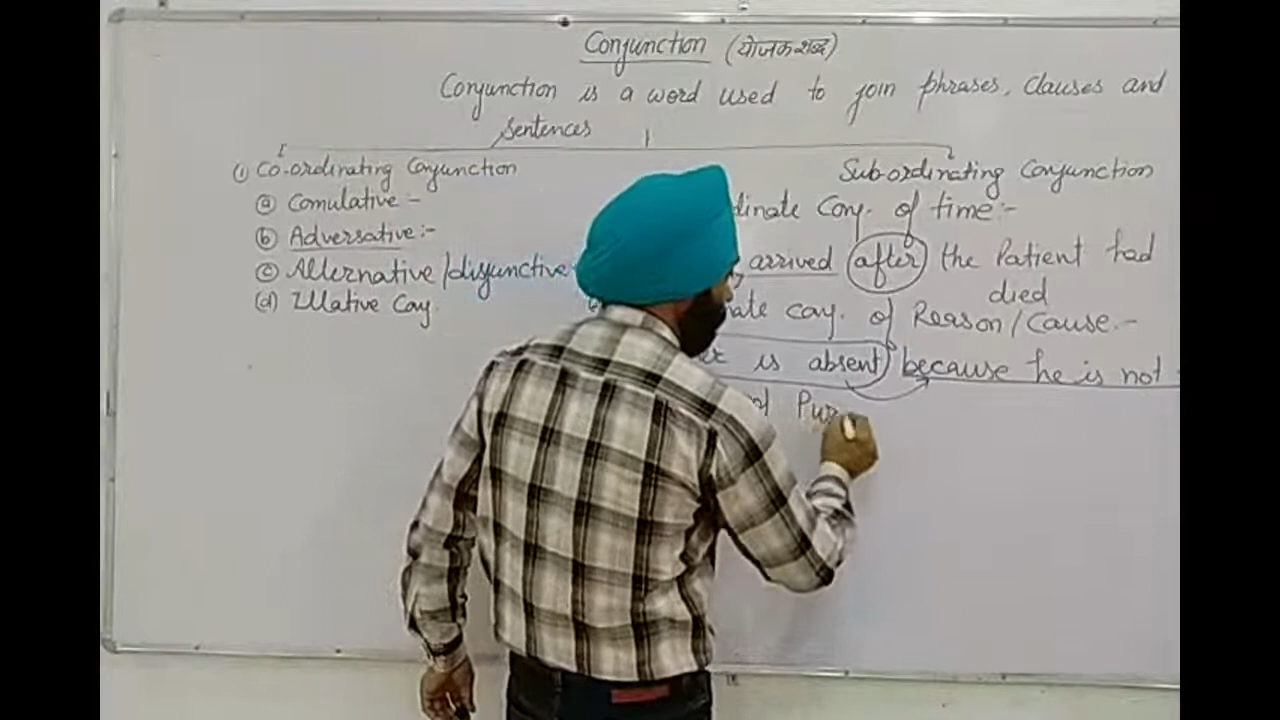 Conjunction (योजक शब्द)
Conjunction is a word used to join phrases, Clauses and
Sentences
① Co-ordinating Conjunction
ⓐ Comulative:-
ⓑ Adversative:-
ⓒ Alternative/disjunctive
(d) Illative Conj.
Sub-ordinating Conjunction
dinate Conj. of time:-
arrived after the Patient had
died
nate conj. of Reason/Cause:-
is absent because he is not
of Pur